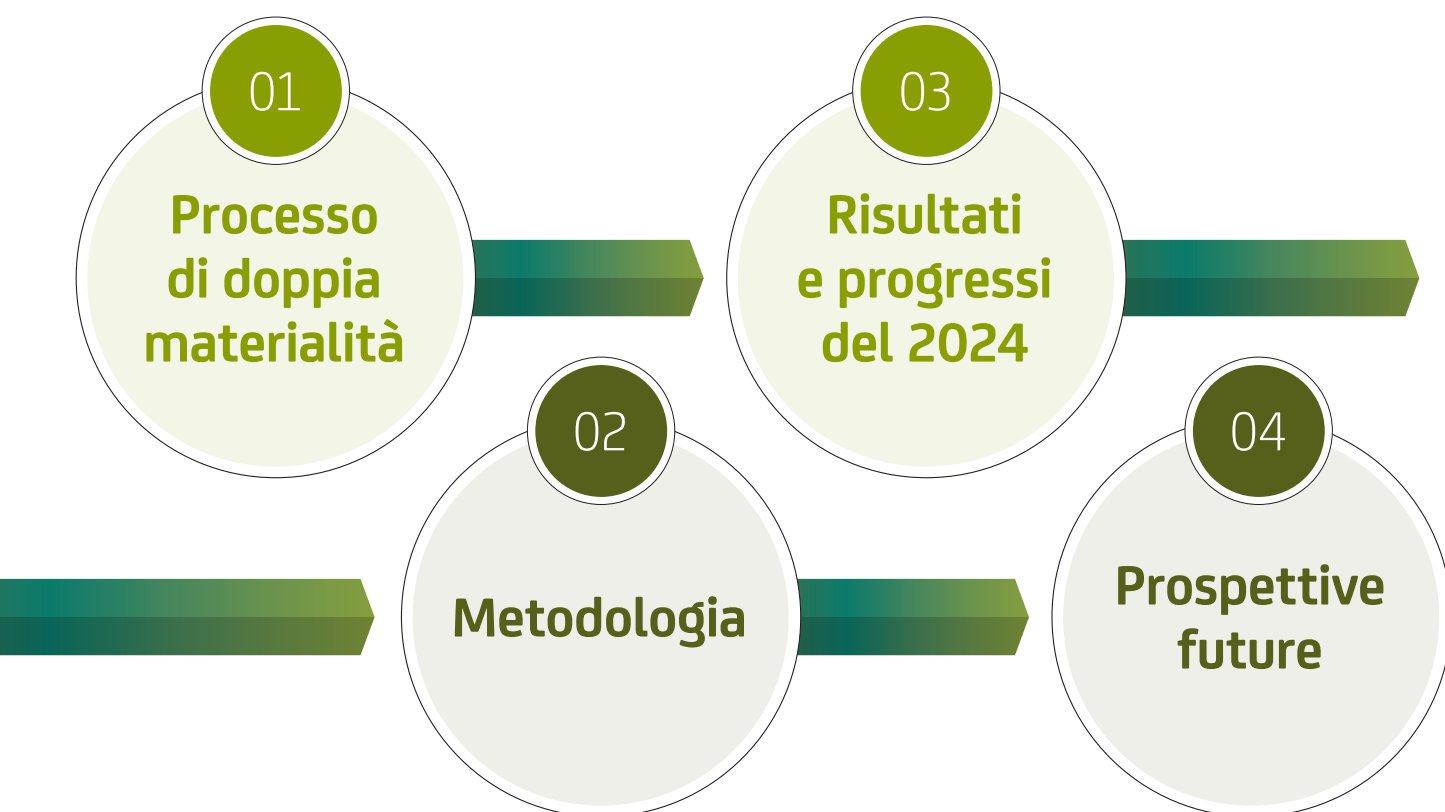 01
Processo
di doppia
materialità
02
Metodologia
03
Risultati
e progressi
del 2024
04
Prospettive
future